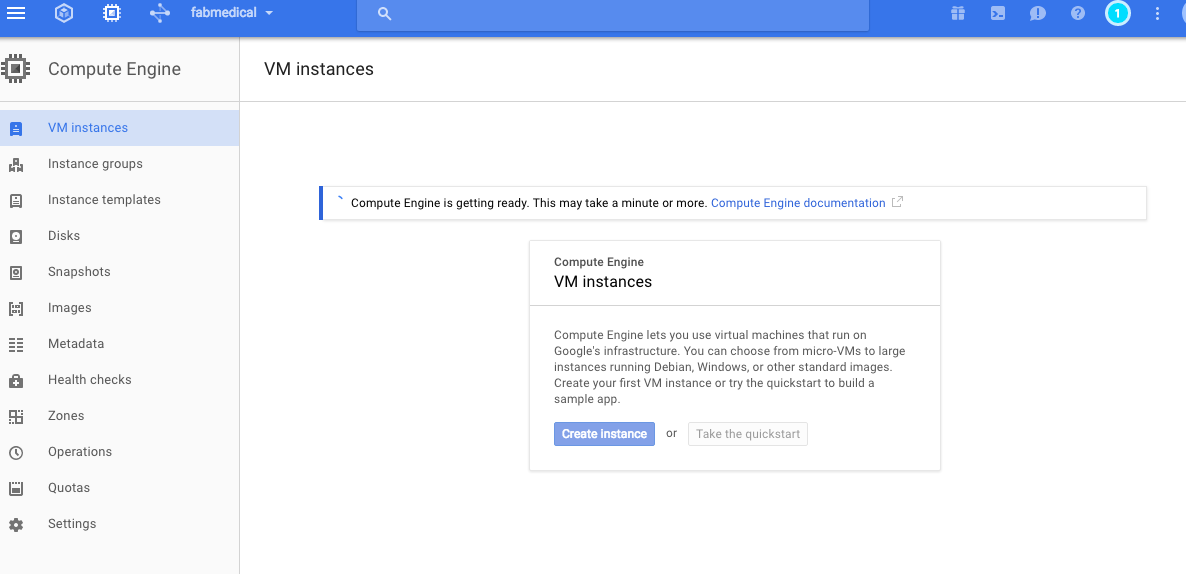 fabmedical
1
Compute Engine
VM instances
VM instances
Instance groups
Instance templates
Disks
Snapshots
Images
Metadata
Health checks
Zones
Operations
Quotas
Settings
Compute Engine is getting ready. This may take a minute or more. Compute Engine documentation
Compute Engine
VM instances
Compute Engine lets you use virtual machines that run on
Google's infrastructure. You can choose from micro-VMs to large
instances running Debian, Windows, or other standard images.
Create your first VM instance or try the quickstart to build a
sample app.
Create instance or Take the quickstart